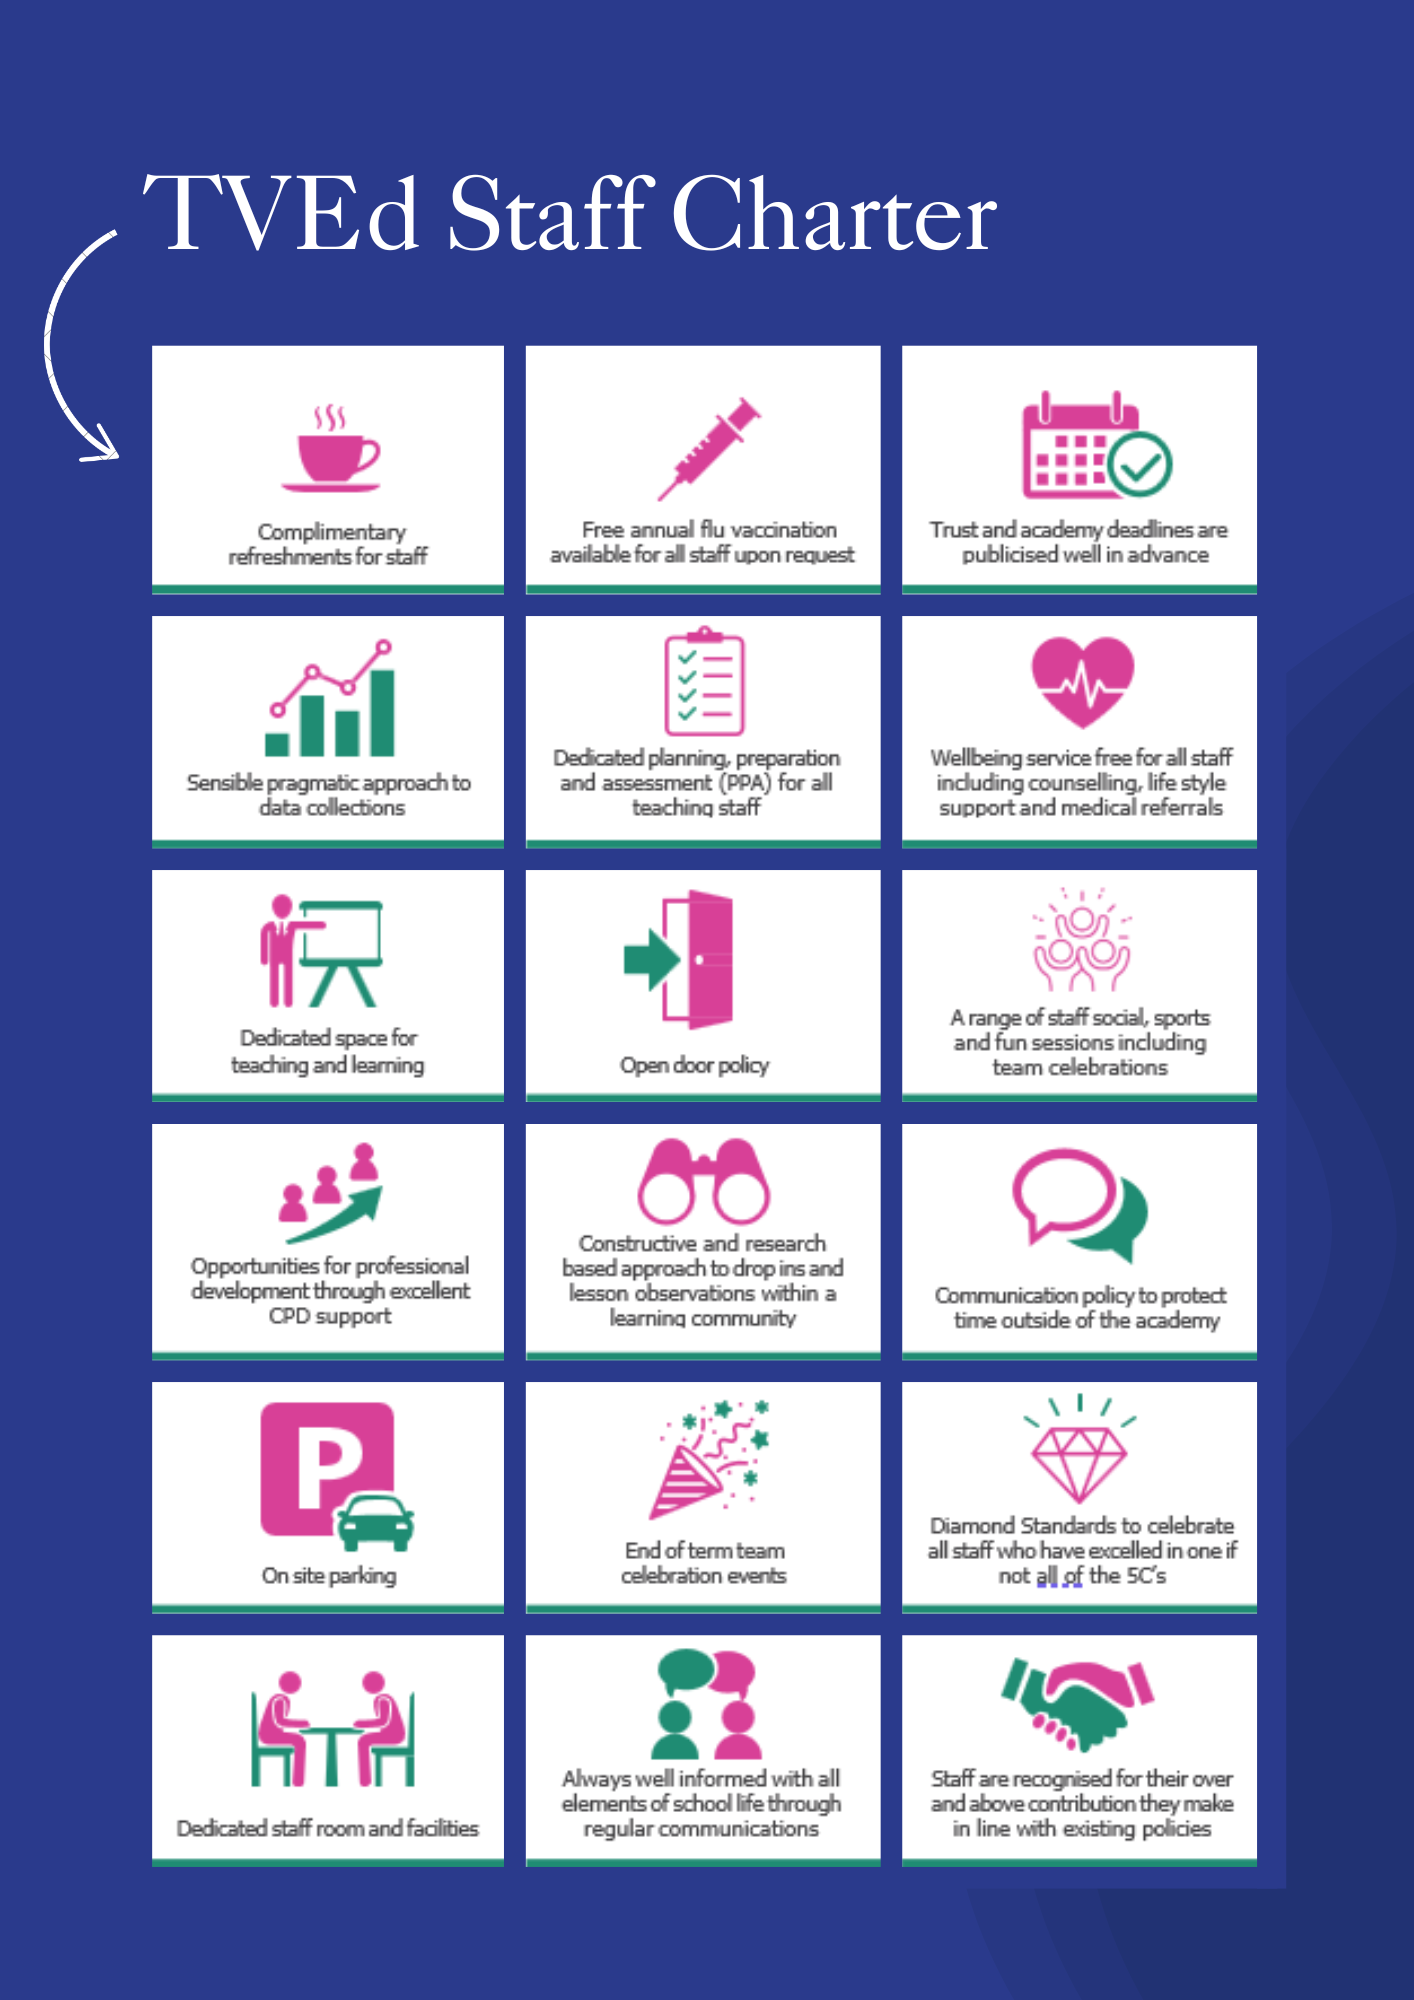 TVEd Staff Charter
Complimentary
refreshments for staff
Free annual flu vaccination
available for all staff upon request
Trust and academy deadlines are
publicised well in advance
Sensible pragmatic approach to
data collections
Dedicated planning, preparation
and assessment (PPA) for all
teaching staff
Wellbeing service free for all staff
including counselling, life style
support and medical referrals
Dedicated space for
teaching and learning
Open door policy
A range of staff social, sports
and fun sessions including
team celebrations
Opportunities for professional
development through excellent
CPD support
Constructive and research
based approach to drop ins and
lesson observations within a
learning community
Communication policy to protect
time outside of the academy
P
On site parking
End of term team
celebration events
Diamond Standards to celebrate
all staff who have excelled in one if
not all of the 5C's
Dedicated staff room and facilities
Always well informed with all
elements of school life through
regular communications
Staff are recognised for their over
and above contribution they make
in line with existing policies